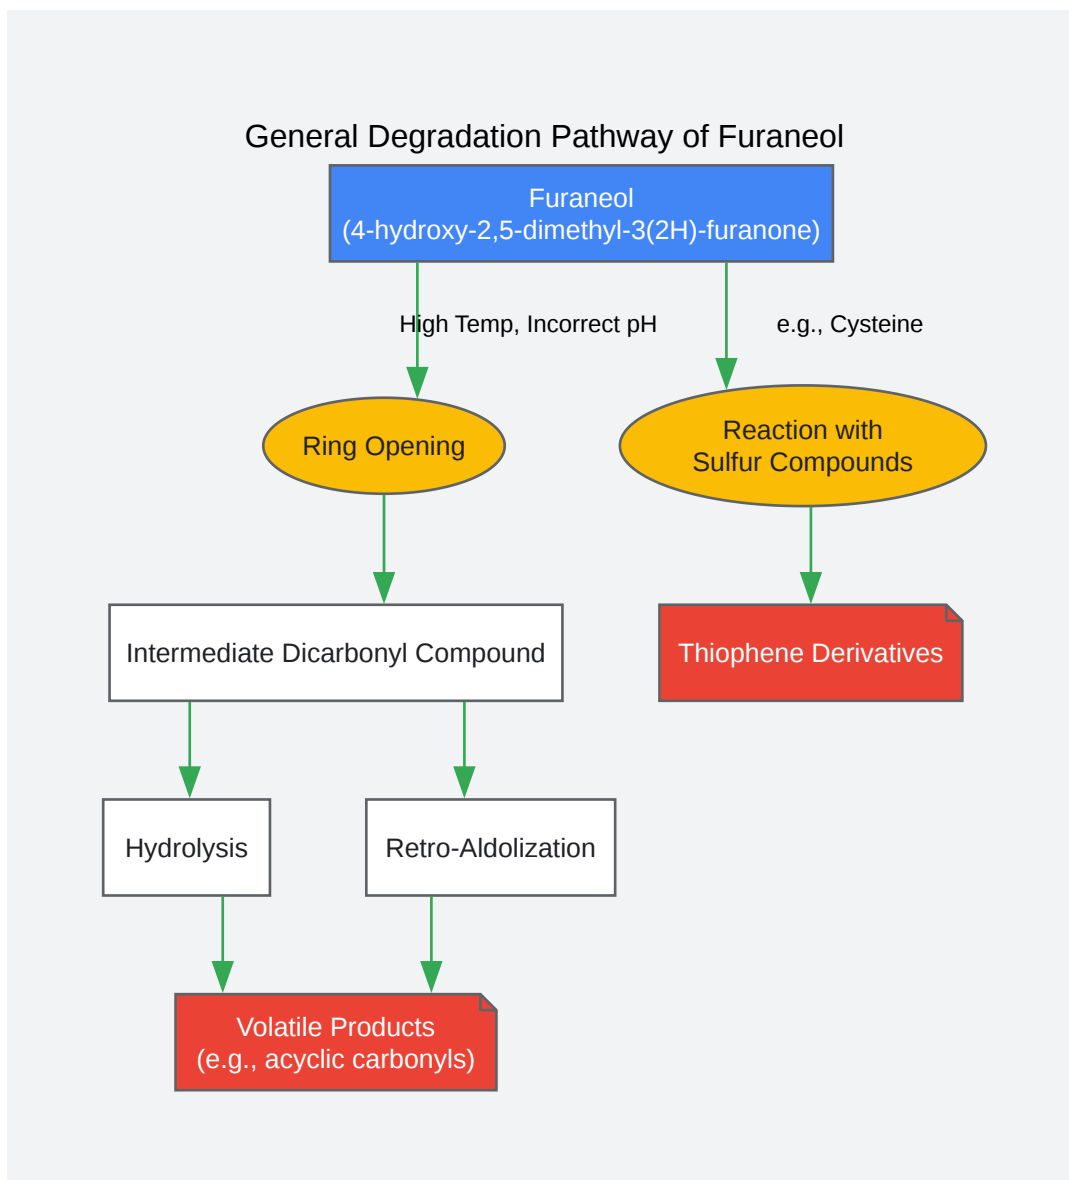 General Degradation Pathway of Furaneol
Furaneol
(4-hydroxy-2,5-dimethyl-3(2H)-furanone)
High Temp, Incorrect pH
e.g., Cysteine
Ring Opening
Reaction with
Sulfur Compounds
Intermediate Dicarbonyl Compound
Thiophene Derivatives
Hydrolysis
Retro-Aldolization
Volatile Products
(e.g., acyclic carbonyls)